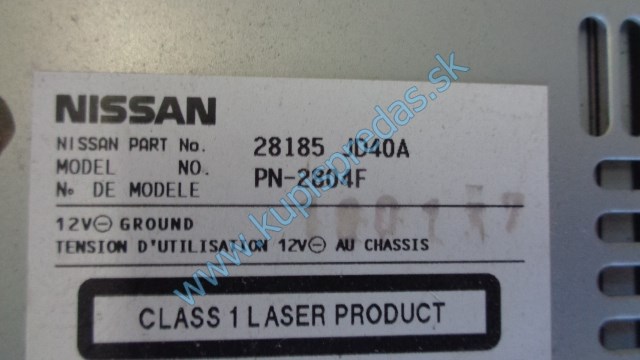 NISSAN
NISSAN PART No. 28185 JD40A
MODEL NO. PN-2804F
No DE MODELE
12V⊖ GROUND
TENSION D'UTILISATION 12V⊖ AU CHASSIS
CLASS 1 LASER PRODUCT
www.kupispredas.sk